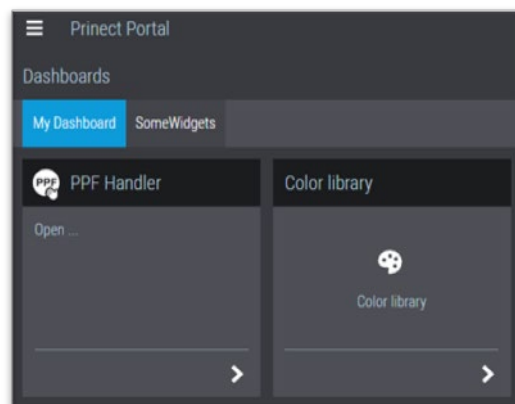 Prinect Portal
Dashboards
My Dashboard SomeWidgets
PPF PPF Handler
Color library
Open ...
Color library